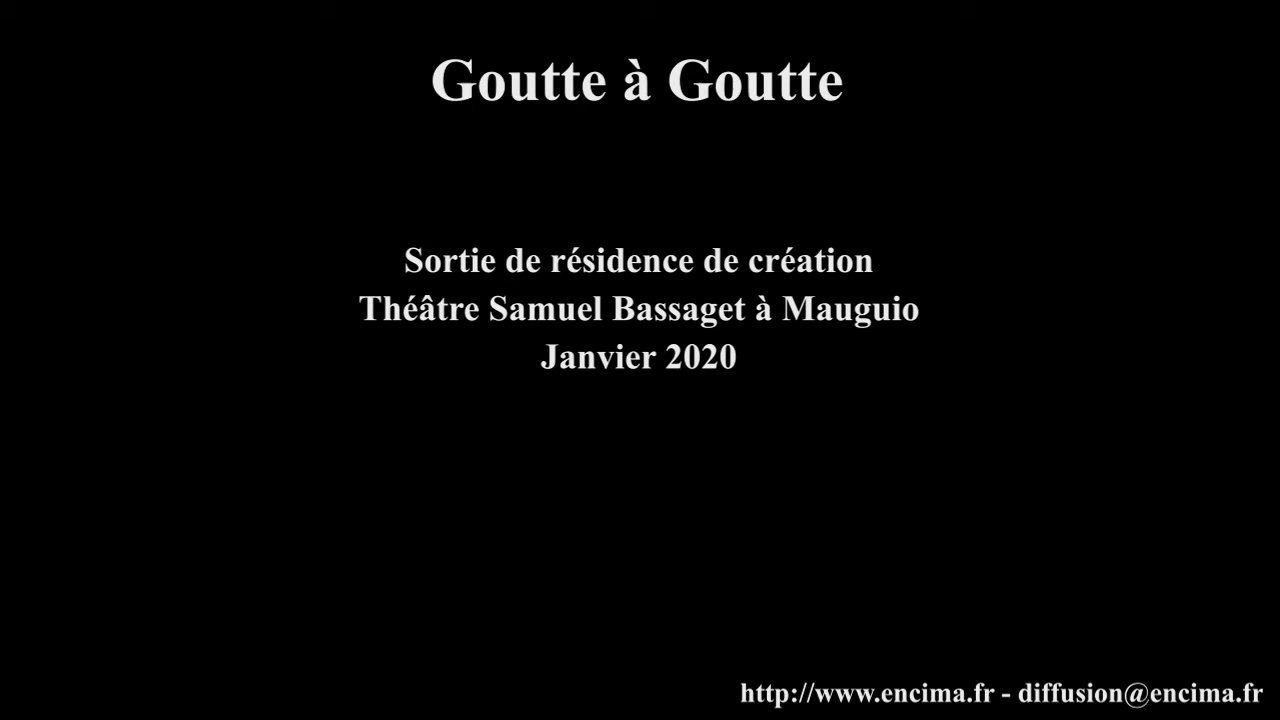 Goutte à Goutte
Sortie de résidence de création
Théâtre Samuel Bassaget à Mauguio
Janvier 2020
http://www.encima.fr - diffusion@encima.fr